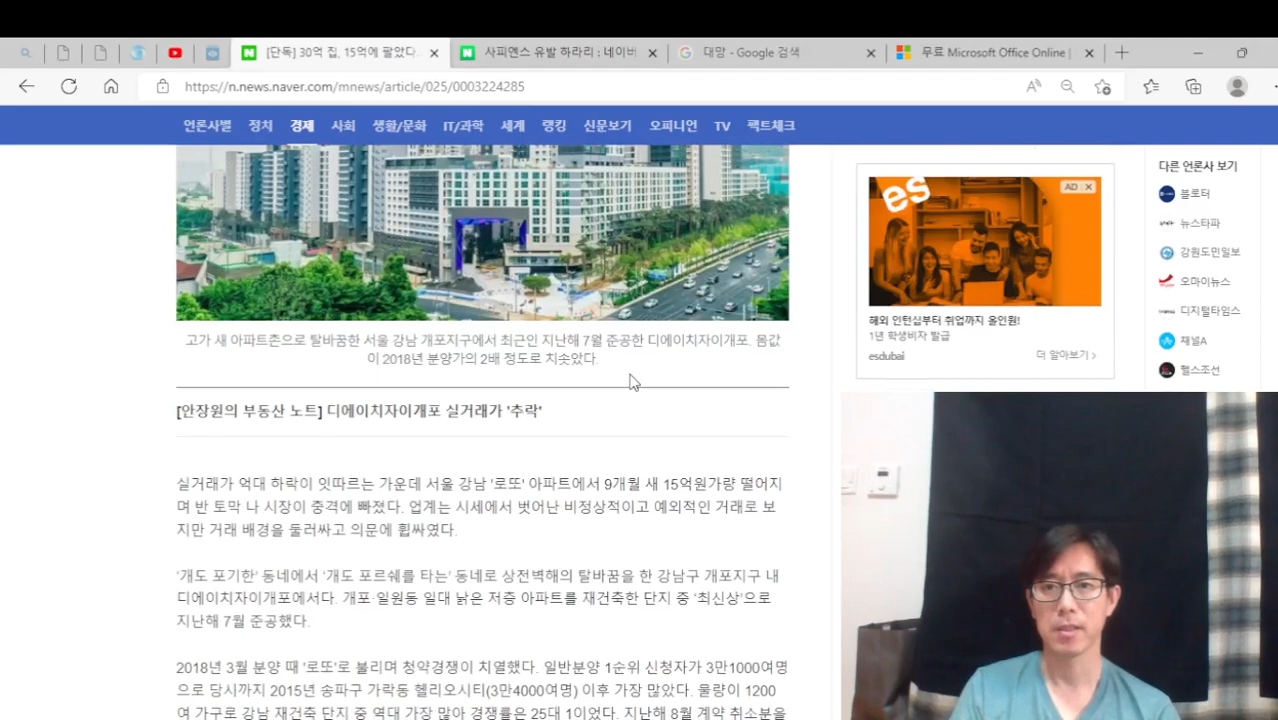 [단독] 30억 집, 15억에 팔았다.
사피엔스 유발 하라리 : 네이버
대망 - Google 검색
무료 Microsoft Office Online |
https://n.news.naver.com/mnews/article/025/0003224285
언론사별 정치 경제 사회 생활/문화 IT/과학 세계 랭킹 신문보기 오피니언 TV 팩트체크
고가 새 아파트존으로 탈바꿈한 서울 강남 개포지구에서 최근인 지난해 7월 준공한 디에이치자이개포. 몸값
이 2018년 분양가의 2배 정도로 치솟았다.
[안장원의 부동산 노트] 디에이치자이개포 실거래가 '추락'
실거래가 억대 하락이 잇따르는 가운데 서울 강남 '로또' 아파트에서 9개월 새 15억원가량 떨어지
며 반 토막 나 시장이 충격에 빠졌다. 업계는 시세에서 벗어난 비정상적이고 예외적인 거래로 보
지만 거래 배경을 둘러싸고 의문에 휩싸였다.
'개도 포기한' 동네에서 '개도 포르쉐를 타는' 동네로 상전벽해의 탈바꿈을 한 강남구 개포지구 내
디에이치자이개포에서다. 개포·일원동 일대 낡은 저층 아파트를 재건축한 단지 중 '최신상'으로
지난해 7월 준공했다.
2018년 3월 분양 때 '로또'로 불리며 청약경쟁이 치열했다. 일반분양 1순위 신청자가 3만1000여명
으로 당시까지 2015년 송파구 가락동 헬리오시티(3만4000여명) 이후 가장 많았다. 물량이 1200
여 가구로 강남 재건축 단지 중 역대 가장 많아 경쟁률은 25대 1이었다. 지난해 8월 계약 취소분을
es
AD
해외 인턴십부터 취업까지 올인원!
1년 학생비자 발급
esdubai
더 알아보기 >
다른 언론사 보기
블로터
뉴스타파
강원도민일보
오마이뉴스
디지털타임스
채널A
헬스조선